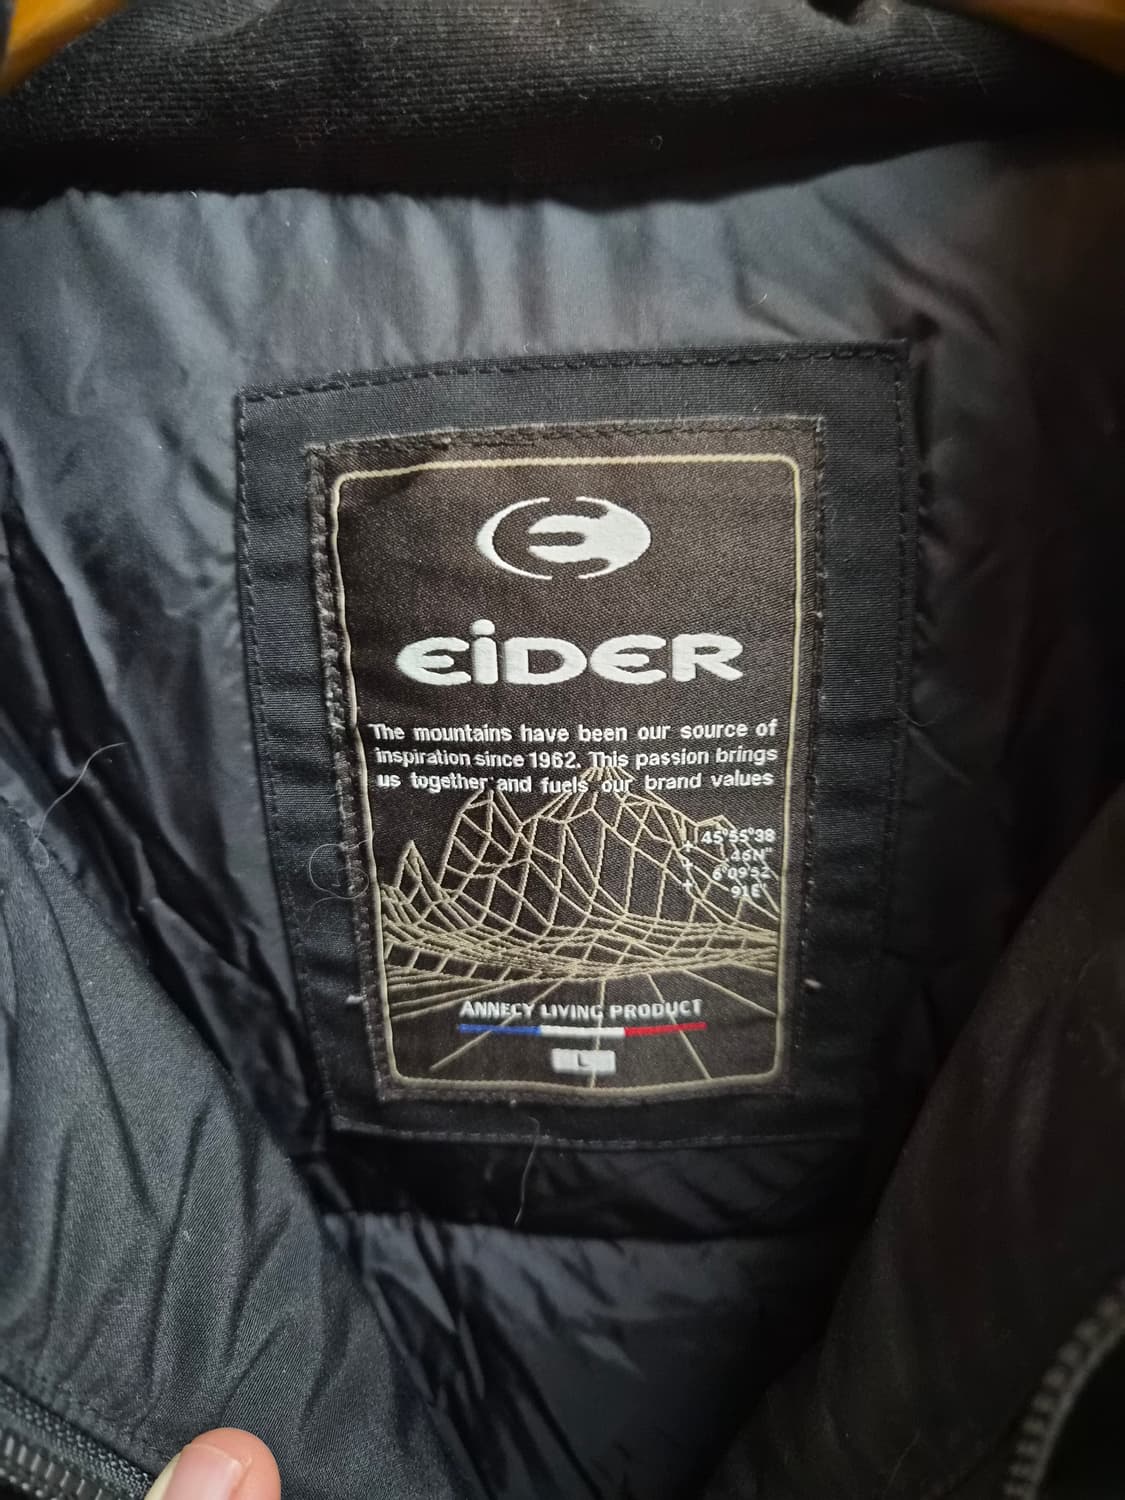 EiDER
The mountains have been our source of
inspiration since 1962. This passion brings
us together and fuels our brand values
45°55'38
.46N"
6°09'52
91E'
ANNECY LIVING PRODUCT
L